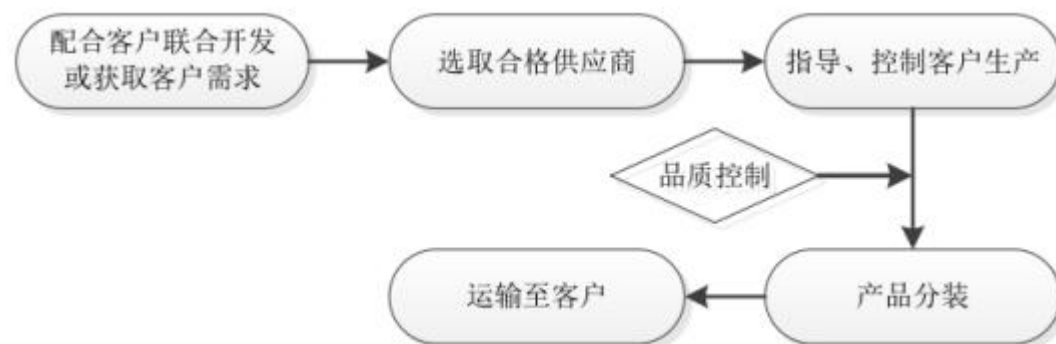 配合客户联合开发
或获取客户需求
选取合格供应商
指导、控制客户生产
品质控制
产品分装
运输至客户